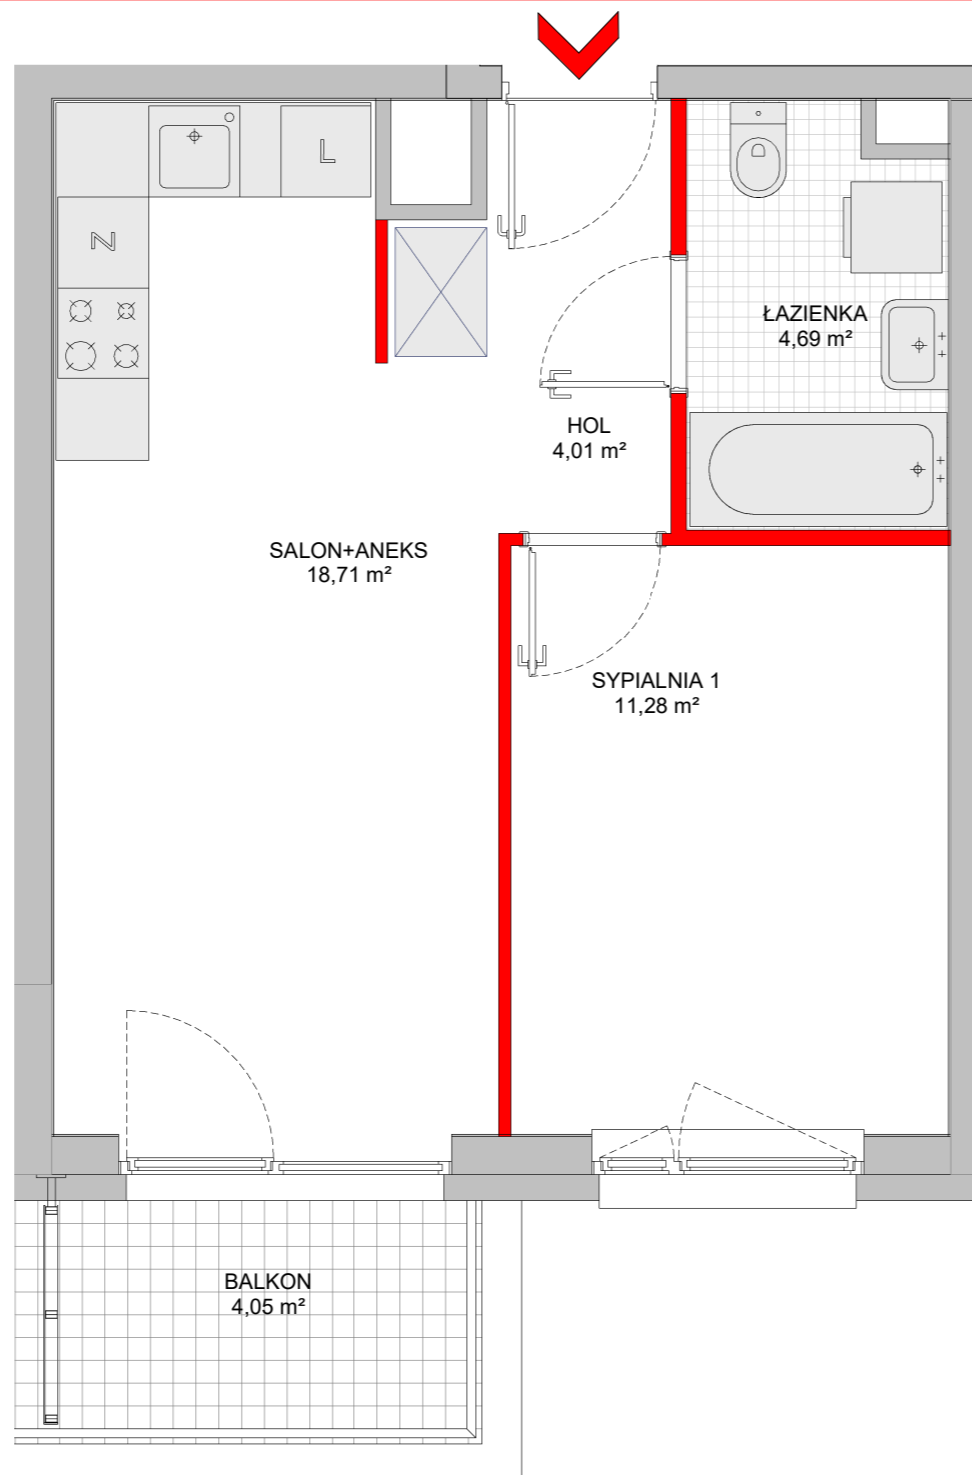 L
N
ŁAZIENKA
4,69 m²
HOL
4,01 m²
SALON+ANEKS
18,71 m²
SYPIALNIA 1
11,28 m²
BALKON
4,05 m²